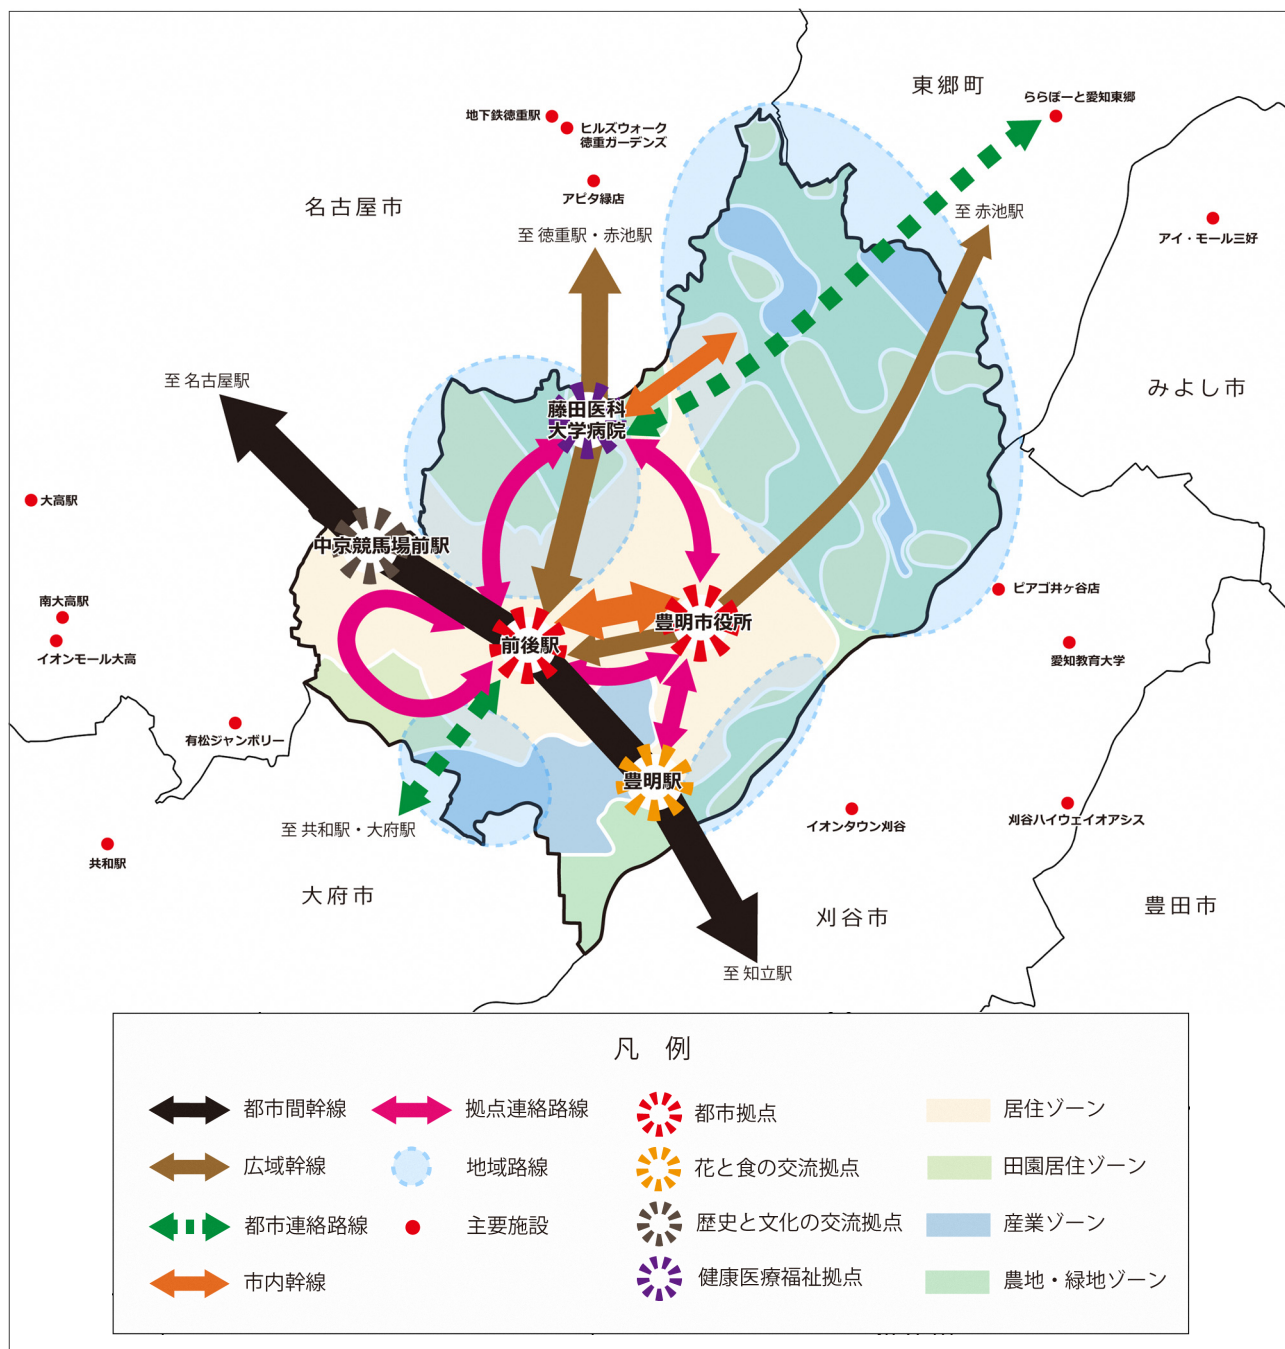 東郷町
ららぽーと愛知東郷
地下鉄徳重駅
ヒルズウォーク
徳重ガーデンズ
アピタ緑店
名古屋市
至 赤池駅
至 徳重駅・赤池駅
アイ・モール三好
至 名古屋駅
みよし市
藤田医科
大学病院
大高駅
中京競馬場前駅
ピアゴ井ヶ谷店
南大高駅
豊明市役所
前後駅
イオンモール大高
愛知教育大学
有松ジャンボリー
豊明駅
至 共和駅・大府駅
イオンタウン刈谷
刈谷ハイウェイオアシス
共和駅
大府市
刈谷市
豊田市
至 知立駅
凡 例
都市間幹線
拠点連絡路線
都市拠点
居住ゾーン
広域幹線
地域路線
花と食の交流拠点
田園居住ゾーン
都市連絡路線
主要施設
歴史と文化の交流拠点
産業ゾーン
市内幹線
健康医療福祉拠点
農地・緑地ゾーン